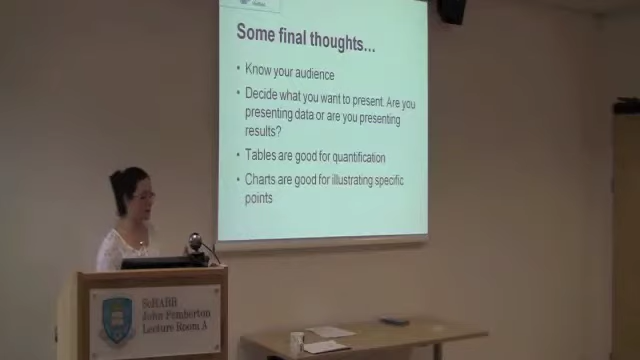 Some final thoughts…
• Know your audience
• Decide what you want to present. Are you
presenting data or are you presenting
results?
• Tables are good for quantification
• Charts are good for illustrating specific
points
ScHARR
John Pemberton
Lecture Room A